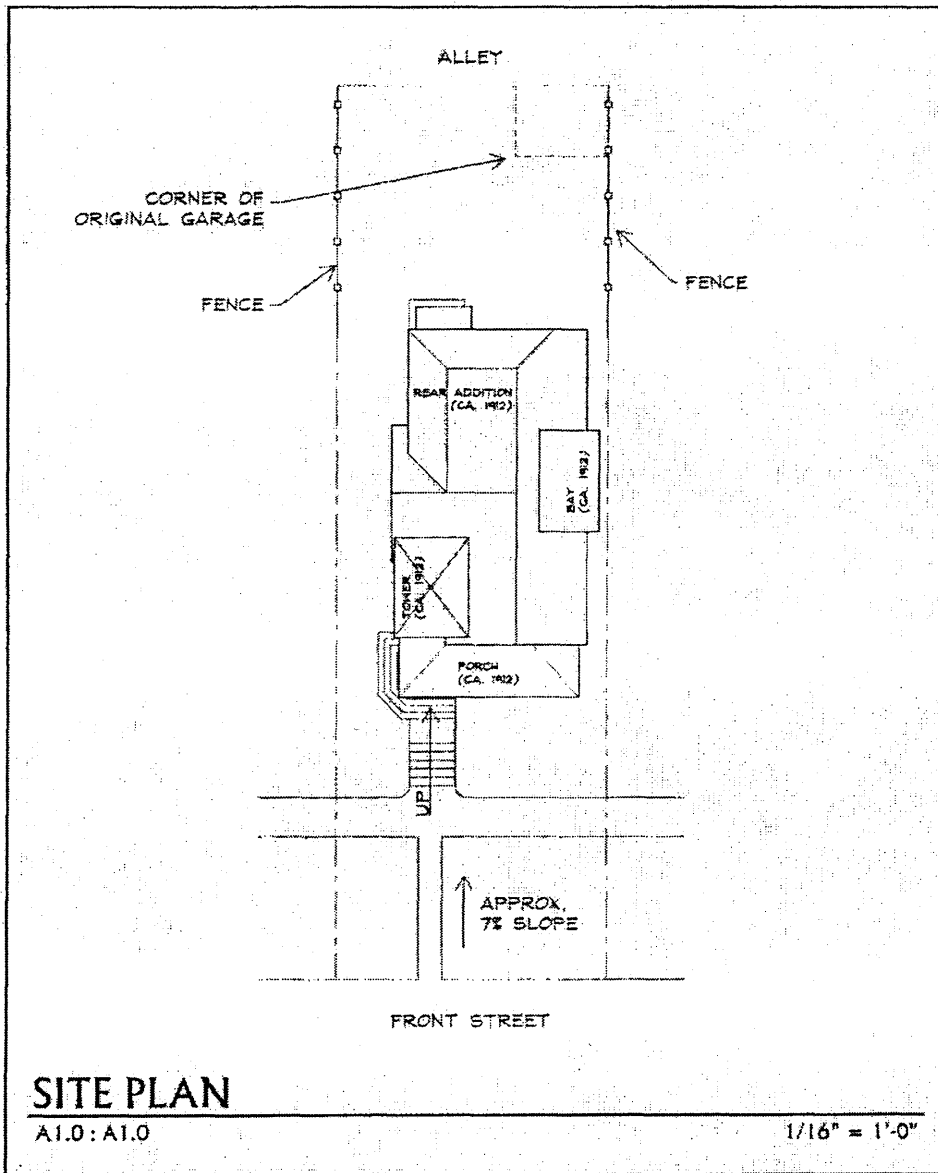 ALLEY
CORNER OF
ORIGINAL GARAGE
FENCE
FENCE
REAR ADDITION
(CA. 1912)
BAY
(CA. 1912)
TOWER
(CA. 1912)
PORCH
(CA. 1912)
UP
APPROX.
7% SLOPE
FRONT STREET
SITE PLAN
A1.0 : A1.0
1/16" = 1'-0"